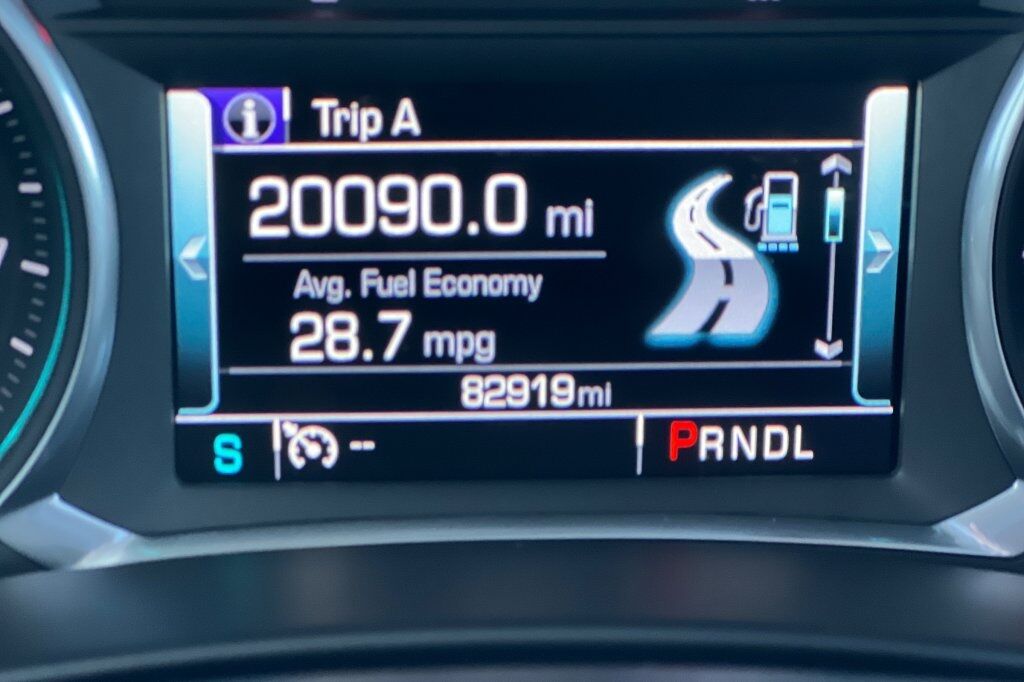 i Trip A
20090.0 mi
Avg. Fuel Economy
28.7 mpg
82919mi
S -- PRNDL